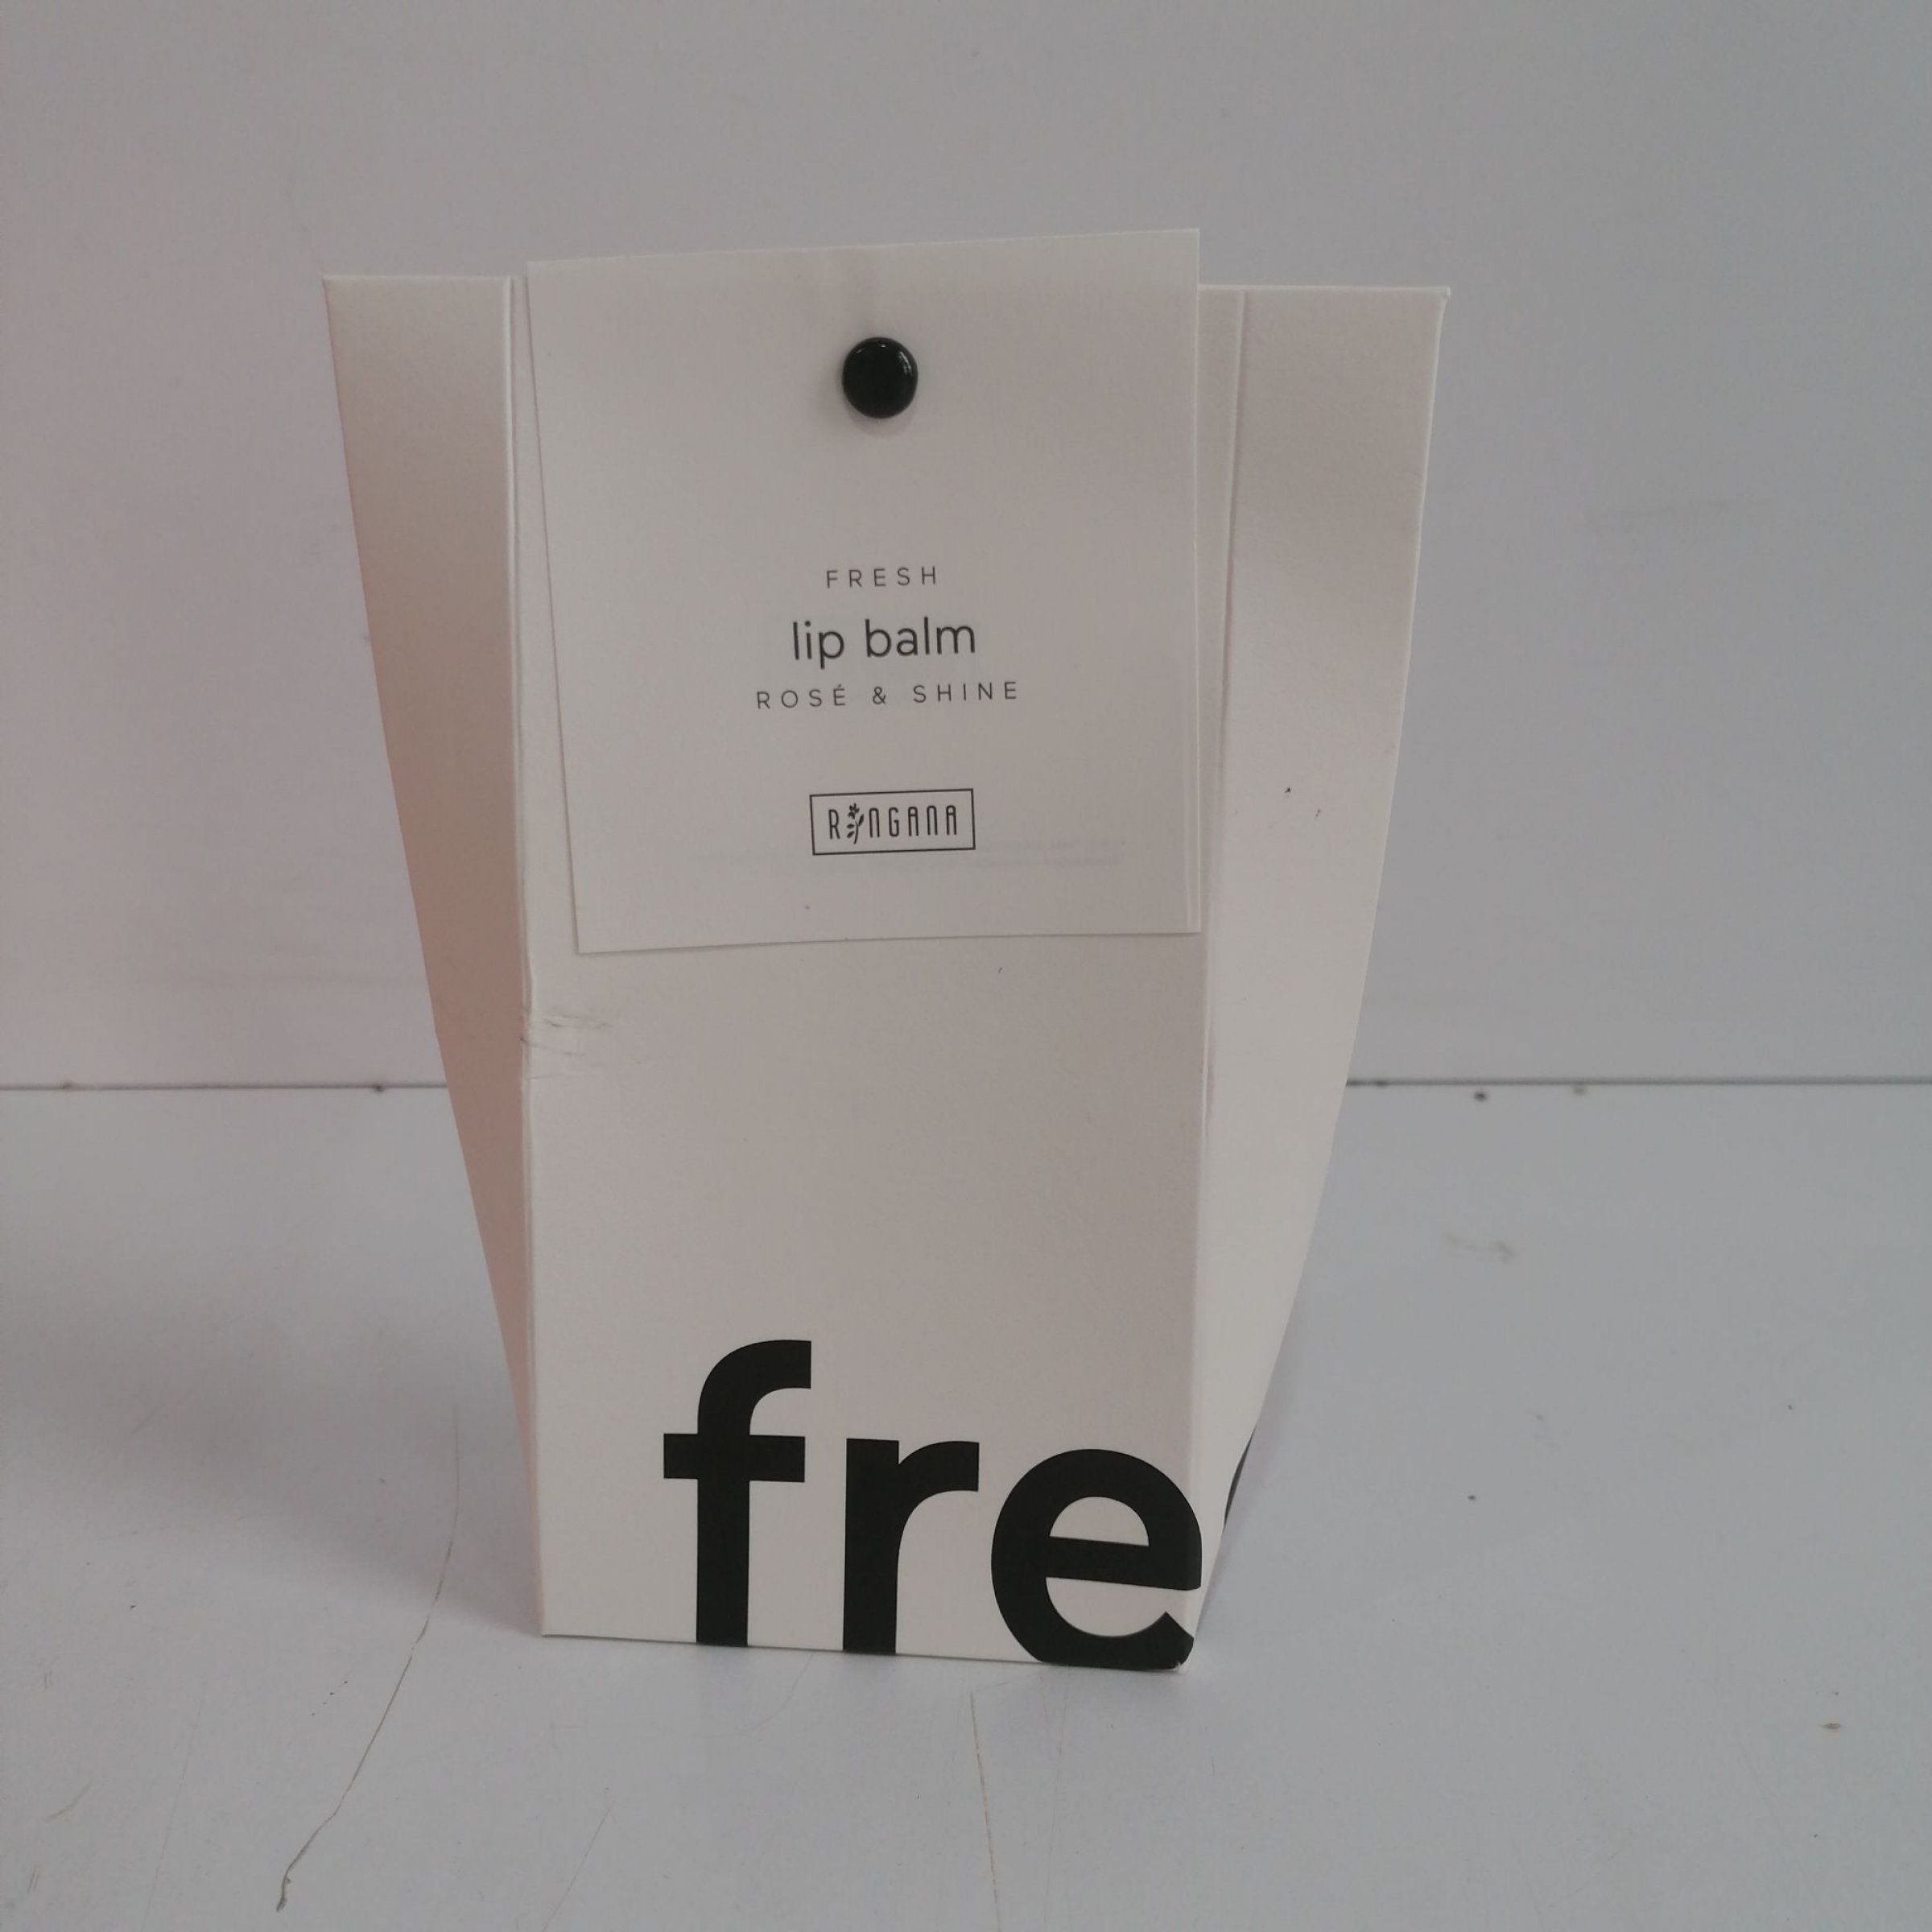 FRESH
lip balm
ROSÉ & SHINE
RINGANA
fre